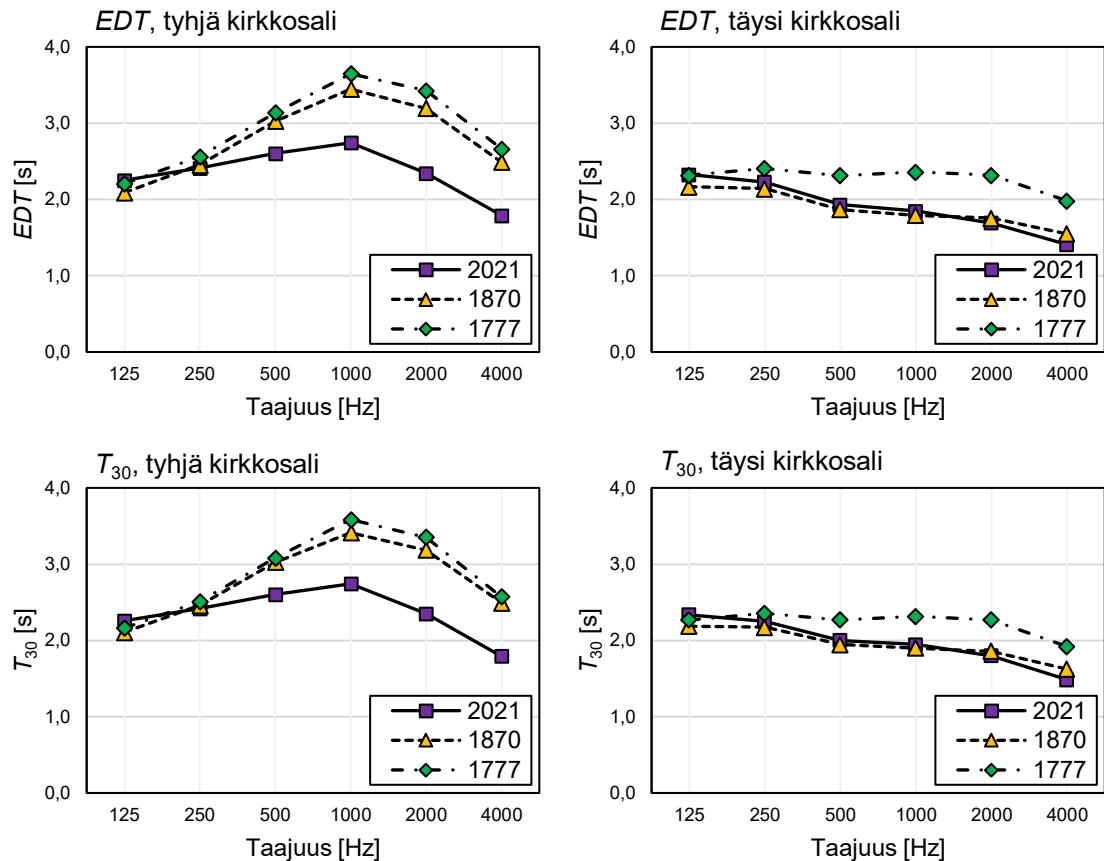 EDT, tyhjä kirkkosali
4,0
3,0
2,0
1,0
0,0
EDT [s]
125 250 500 1000 2000 4000
Taajuus [Hz]
2021
1870
1777
EDT, täysi kirkkosali
4,0
3,0
2,0
1,0
0,0
EDT [s]
125 250 500 1000 2000 4000
Taajuus [Hz]
2021
1870
1777
T30, tyhjä kirkkosali
4,0
3,0
2,0
1,0
0,0
T30 [s]
125 250 500 1000 2000 4000
Taajuus [Hz]
2021
1870
1777
T30, täysi kirkkosali
4,0
3,0
2,0
1,0
0,0
T30 [s]
125 250 500 1000 2000 4000
Taajuus [Hz]
2021
1870
1777